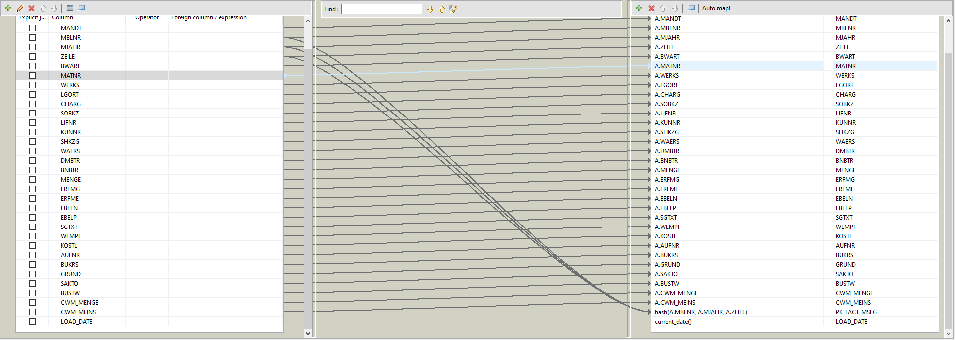 Find :
Auto map!
Explicit J... Column Operator Foreign column / expression
MANDT
MBLNR
MJAHR
ZEILE
BWART
MATNR
WERKS
LGORT
CHARG
SOBKZ
LIFNR
KUNNR
SHKZG
WAERS
DMBTR
BNBTR
MENGE
ERFMG
ERFME
EBELN
EBELP
SGTXT
WEMPF
KOSTL
AUFNR
BUKRS
GRUND
SAKTO
BUSTW
CWM_MENGE
CWM_MEINS
LOAD_DATE
A.MANDT MANDT
A.MBLNR MBLNR
A.MJAHR MJAHR
A.ZEILE ZEILE
A.BWART BWART
A.MATNR MATNR
A.WERKS WERKS
A.LGORT LGORT
A.CHARG CHARG
A.SOBKZ SOBKZ
A.LIFNR LIFNR
A.KUNNR KUNNR
A.SHKZG SHKZG
A.WAERS WAERS
A.DMBTR DMBTR
A.BNBTR BNBTR
A.MENGE MENGE
A.ERFMG ERFMG
A.ERFME ERFME
A.EBELN EBELN
A.EBELP EBELP
A.SGTXT SGTXT
A.WEMPF WEMPF
A.KOSTL KOSTL
A.AUFNR AUFNR
A.BUKRS BUKRS
A.GRUND GRUND
A.SAKTO SAKTO
A.BUSTW BUSTW
A.CWM_MENGE CWM_MENGE
A.CWM_MEINS CWM_MEINS
hash(A.MBLNR, A.MJAHR, A.ZEILE)
current_date() LOAD_DATE